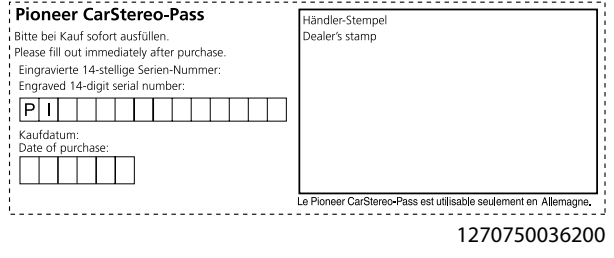 Pioneer CarStereo-Pass
Bitte bei Kauf sofort ausfüllen.
Please fill out immediately after purchase.
Eingravierte 14-stellige Serien-Nummer:
Engraved 14-digit serial number:
P I
Kaufdatum:
Date of purchase:
Händler-Stempel
Dealer's stamp
Le Pioneer CarStereo-Pass est utilisable seulement en Allemagne.
1270750036200